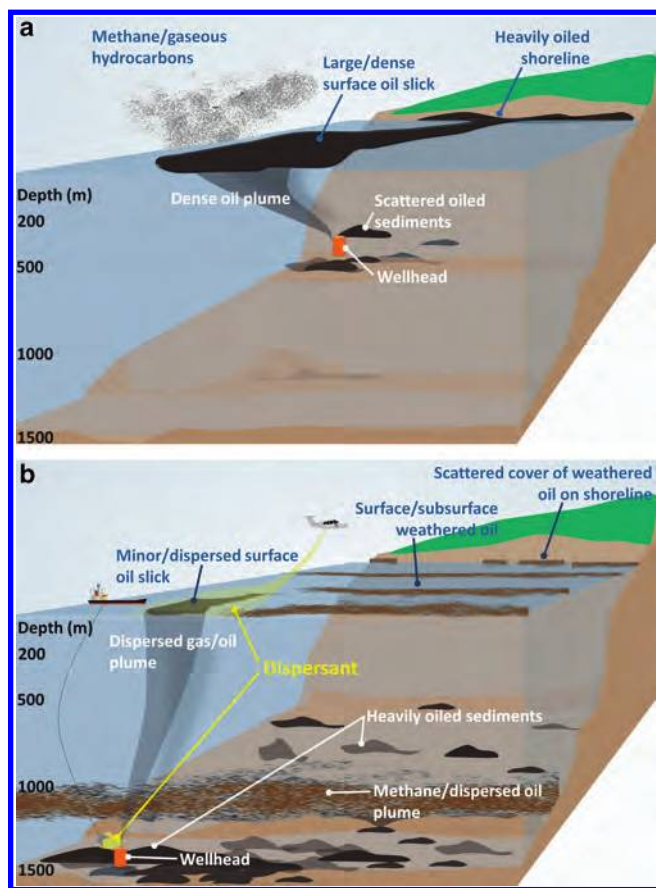 a
Methane/gaseous
hydrocarbons
Large/dense
surface oil slick
Heavily oiled
shoreline
Depth (m)
Dense oil plume
Scattered oiled
sediments
200
Wellhead
500
1000
1500
b
Scattered cover of weathered
oil on shoreline
Surface/subsurface
weathered oil
Minor/dispersed surface
oil slick
Depth (m)
Dispersed gas/oil
plume
200
Dispersant
500
Heavily oiled sediments
1000
Methane/dispersed oil
plume
Wellhead
1500